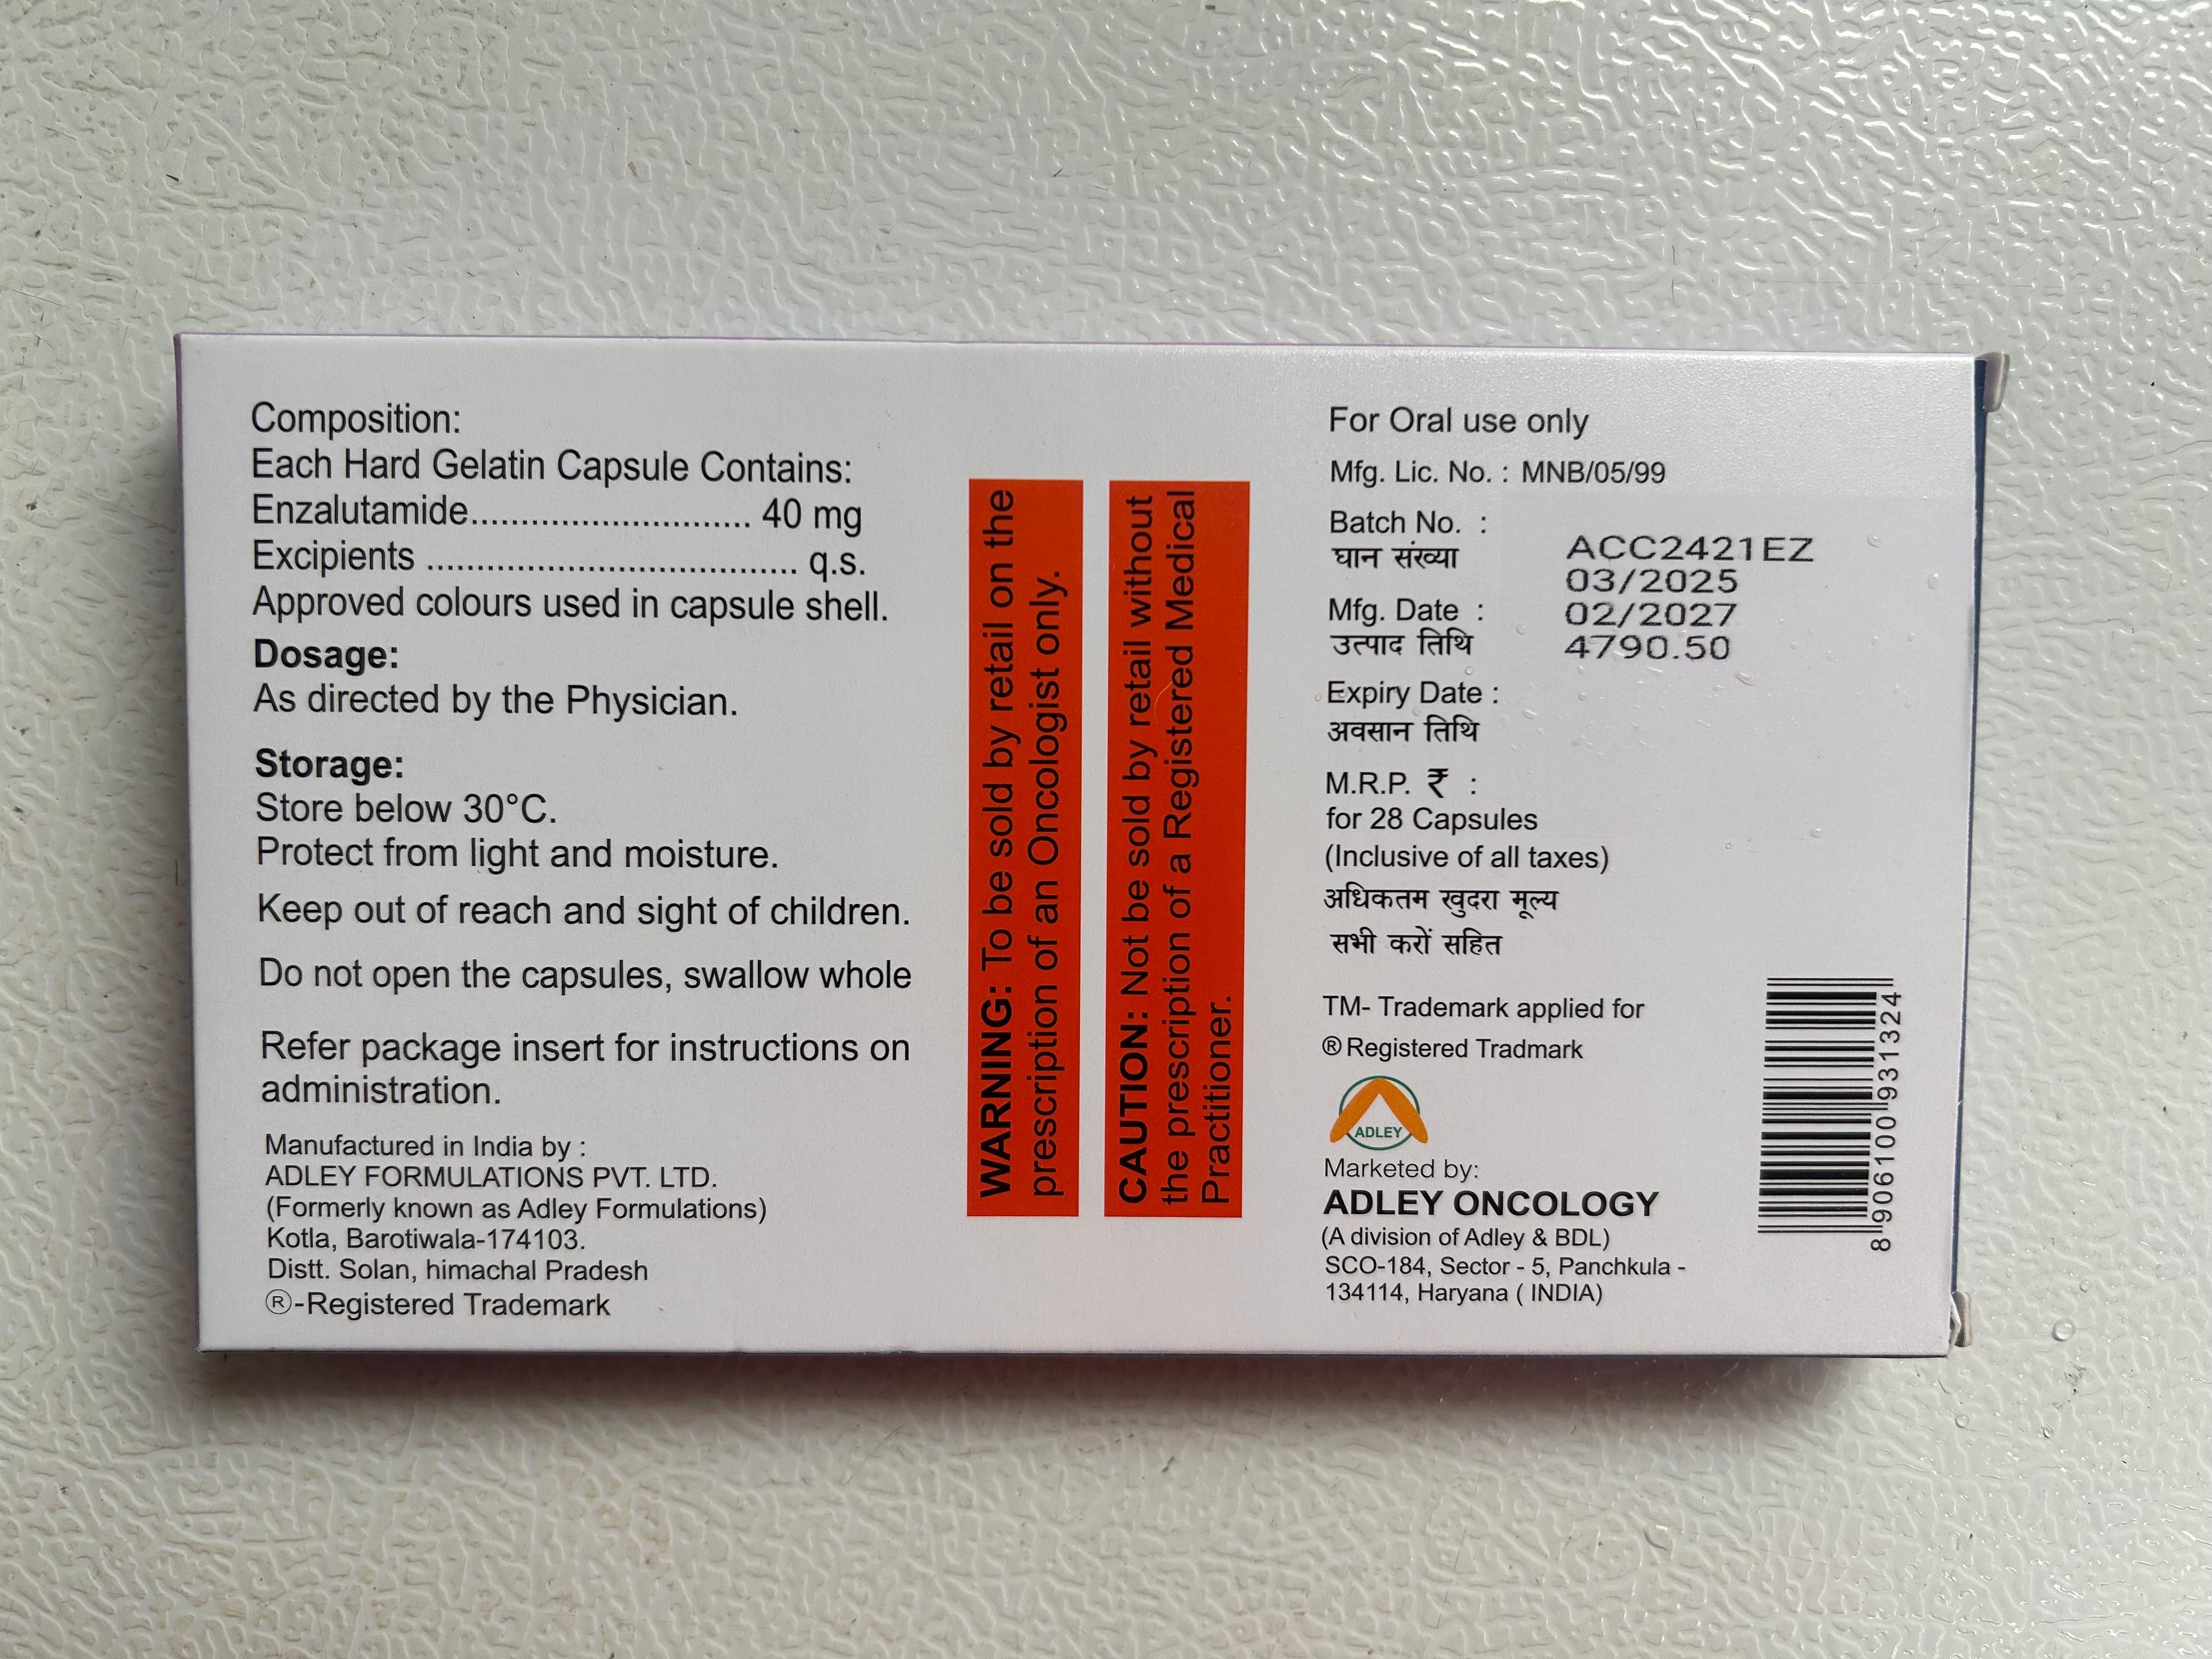 Composition:
Each Hard Gelatin Capsule Contains:
Enzalutamide............................ 40 mg
Excipients ..................................... q.s.
Approved colours used in capsule shell.
Dosage:
As directed by the Physician.
Storage:
Store below 30°C.
Protect from light and moisture.
Keep out of reach and sight of children.
Do not open the capsules, swallow whole
Refer package insert for instructions on
administration.
Manufactured in India by :
ADLEY FORMULATIONS PVT. LTD.
(Formerly known as Adley Formulations)
Kotla, Barotiwala-174103.
Distt. Solan, himachal Pradesh
®-Registered Trademark
WARNING: To be sold by retail on the
prescription of an Oncologist only.
CAUTION: Not be sold by retail without
the prescription of a Registered Medical
Practitioner.
For Oral use only
Mfg. Lic. No. : MNB/05/99
Batch No. :
घान संख्या
Mfg. Date :
उत्पाद तिथि
Expiry Date :
अवसान तिथि
M.R.P. ₹ :
for 28 Capsules
(Inclusive of all taxes)
अधिकतम खुदरा मूल्य
सभी करों सहित
ACC2421EZ
03/2025
02/2027
4790.50
TM- Trademark applied for
® Registered Tradmark
ADLEY
Marketed by:
ADLEY ONCOLOGY
(A division of Adley & BDL)
SCO-184, Sector - 5, Panchkula -
134114, Haryana ( INDIA)
8 906100 931324